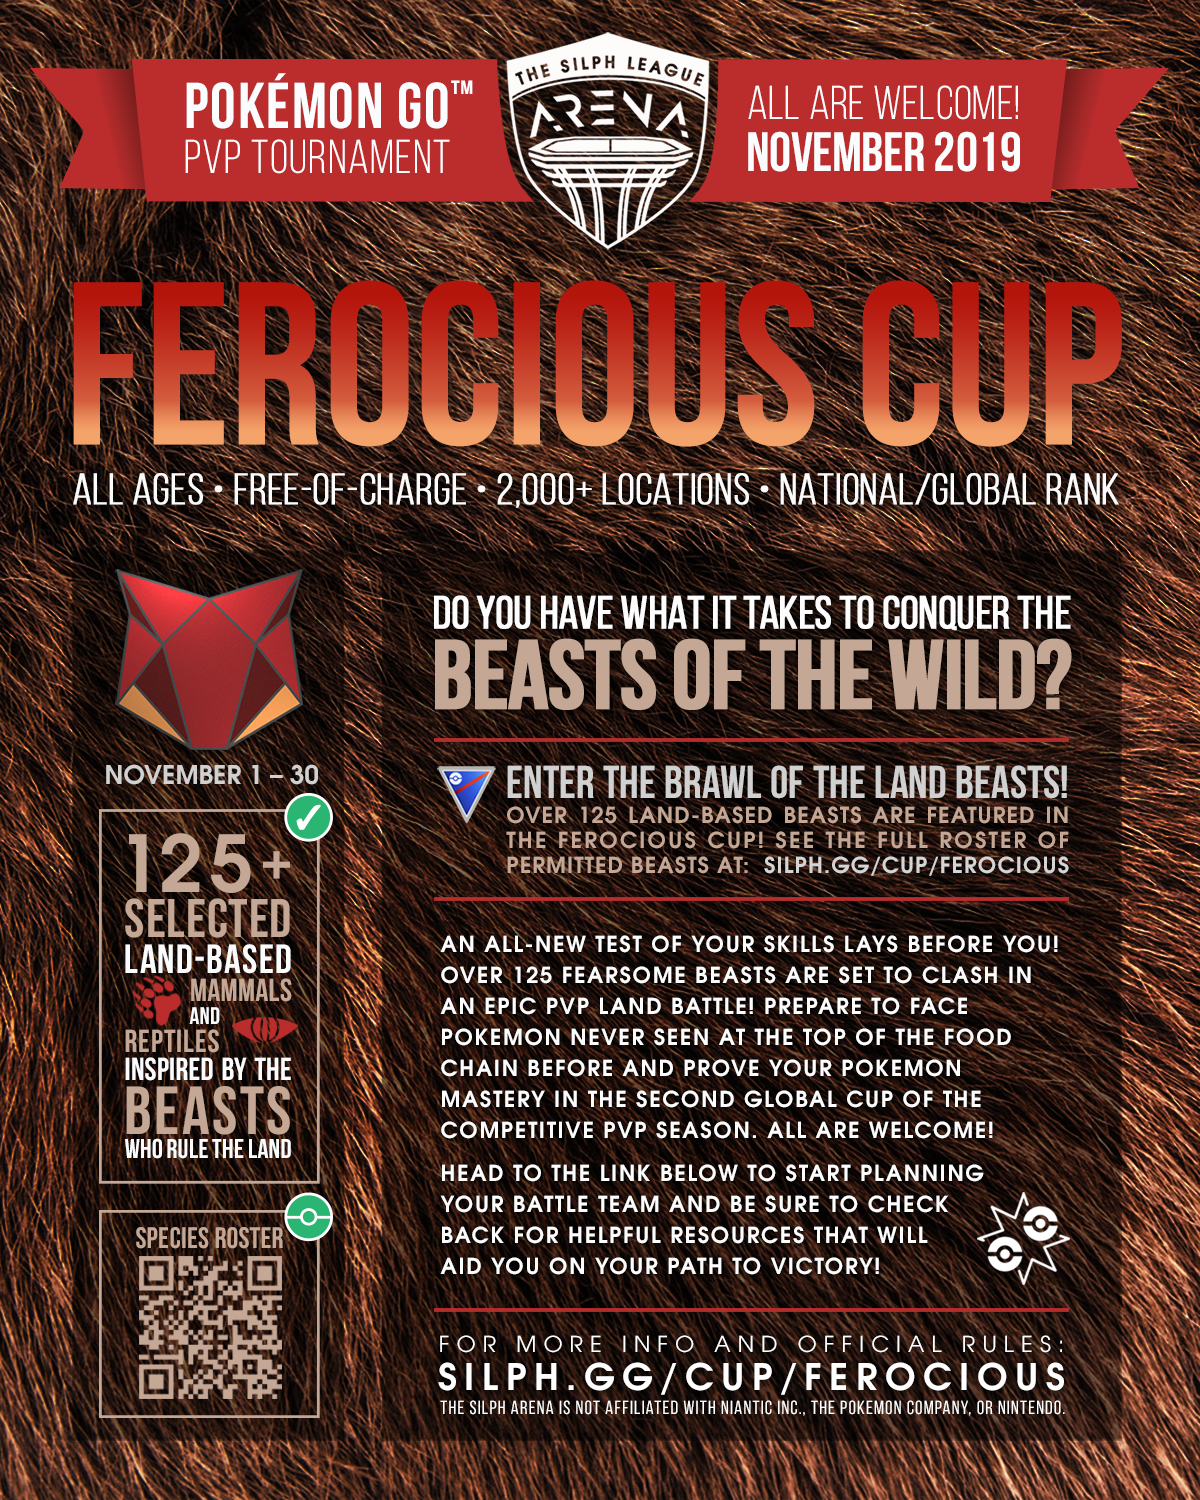 POKÉMON GO™
PVP TOURNAMENT
THE SILPH LEAGUE
ARENA
ALL ARE WELCOME!
NOVEMBER 2019
FEROCIOUS CUP
ALL AGES • FREE-OF-CHARGE • 2,000+ LOCATIONS • NATIONAL/GLOBAL RANK
NOVEMBER 1 – 30
125+
SELECTED
LAND-BASED
MAMMALS
AND
REPTILES
INSPIRED BY THE
BEASTS
WHO RULE THE LAND
SPECIES ROSTER
DO YOU HAVE WHAT IT TAKES TO CONQUER THE
BEASTS OF THE WILD?
ENTER THE BRAWL OF THE LAND BEASTS!
OVER 125 LAND-BASED BEASTS ARE FEATURED IN
THE FEROCIOUS CUP! SEE THE FULL ROSTER OF
PERMITTED BEASTS AT: SILPH.GG/CUP/FEROCIOUS
AN ALL-NEW TEST OF YOUR SKILLS LAYS BEFORE YOU!
OVER 125 FEARSOME BEASTS ARE SET TO CLASH IN
AN EPIC PVP LAND BATTLE! PREPARE TO FACE
POKEMON NEVER SEEN AT THE TOP OF THE FOOD
CHAIN BEFORE AND PROVE YOUR POKEMON
MASTERY IN THE SECOND GLOBAL CUP OF THE
COMPETITIVE PVP SEASON. ALL ARE WELCOME!
HEAD TO THE LINK BELOW TO START PLANNING
YOUR BATTLE TEAM AND BE SURE TO CHECK
BACK FOR HELPFUL RESOURCES THAT WILL
AID YOU ON YOUR PATH TO VICTORY!
FOR MORE INFO AND OFFICIAL RULES:
SILPH.GG/CUP/FEROCIOUS
THE SILPH ARENA IS NOT AFFILIATED WITH NIANTIC INC., THE POKEMON COMPANY, OR NINTENDO.